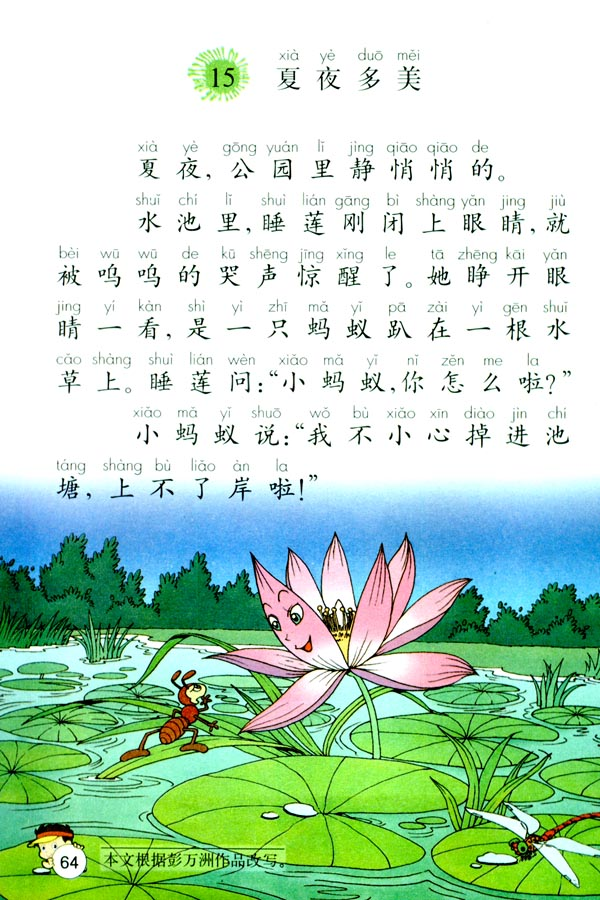 xià yè duō měi
15 夏夜多美
xià yè gōng yuán lǐ jìng qiāo qiāo de
夏夜,公园里静悄悄的。
shuǐ chí lǐ shuì lián gāng bì shàng yǎn jing jiù
水池里,睡莲刚闭上眼睛,就
bèi wū wū de kū shēng jīng xǐng le tā zhēng kāi yǎn
被呜呜的哭声惊醒了。她睁开眼
jing yí kàn shì yì zhī mǎ yǐ pā zài yì gēn shuǐ
睛一看,是一只蚂蚁趴在一根水
cǎo shàng shuì lián wèn xiǎo mǎ yǐ nǐ zěn me la
草上。睡莲问:“小蚂蚁,你怎么啦?”
xiǎo mǎ yǐ shuō wǒ bù xiǎo xīn diào jìn chí
小蚂蚁说:“我不小心掉进池
táng shàng bù liǎo àn la
塘,上不了岸啦!”
64 本文根据彭万洲作品改写。